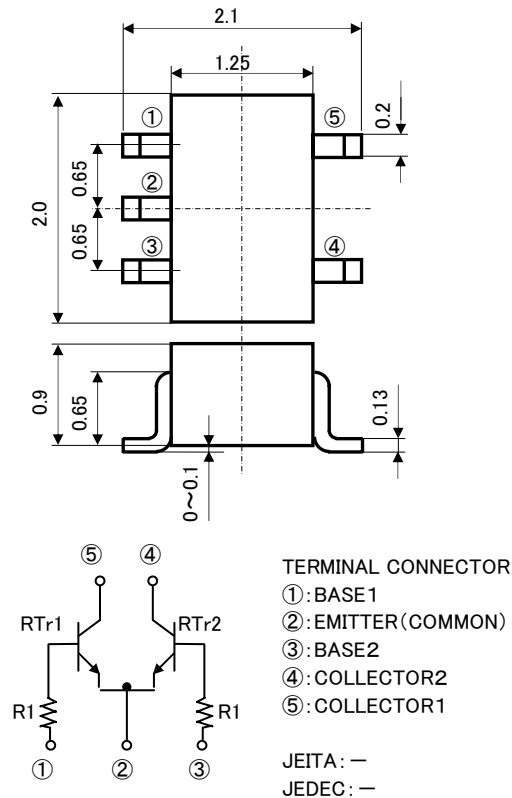 2.1
1.25
① ⑤
0.2
0.65
②
2.0
0.65
③ ④
0.9
0.65
0.13
0~0.1
⑤ ④
RTr1 RTr2
R1 R1
① ② ③
TERMINAL CONNECTOR
①:BASE1
②:EMITTER(COMMON)
③:BASE2
④:COLLECTOR2
⑤:COLLECTOR1
JEITA:－
JEDEC:－